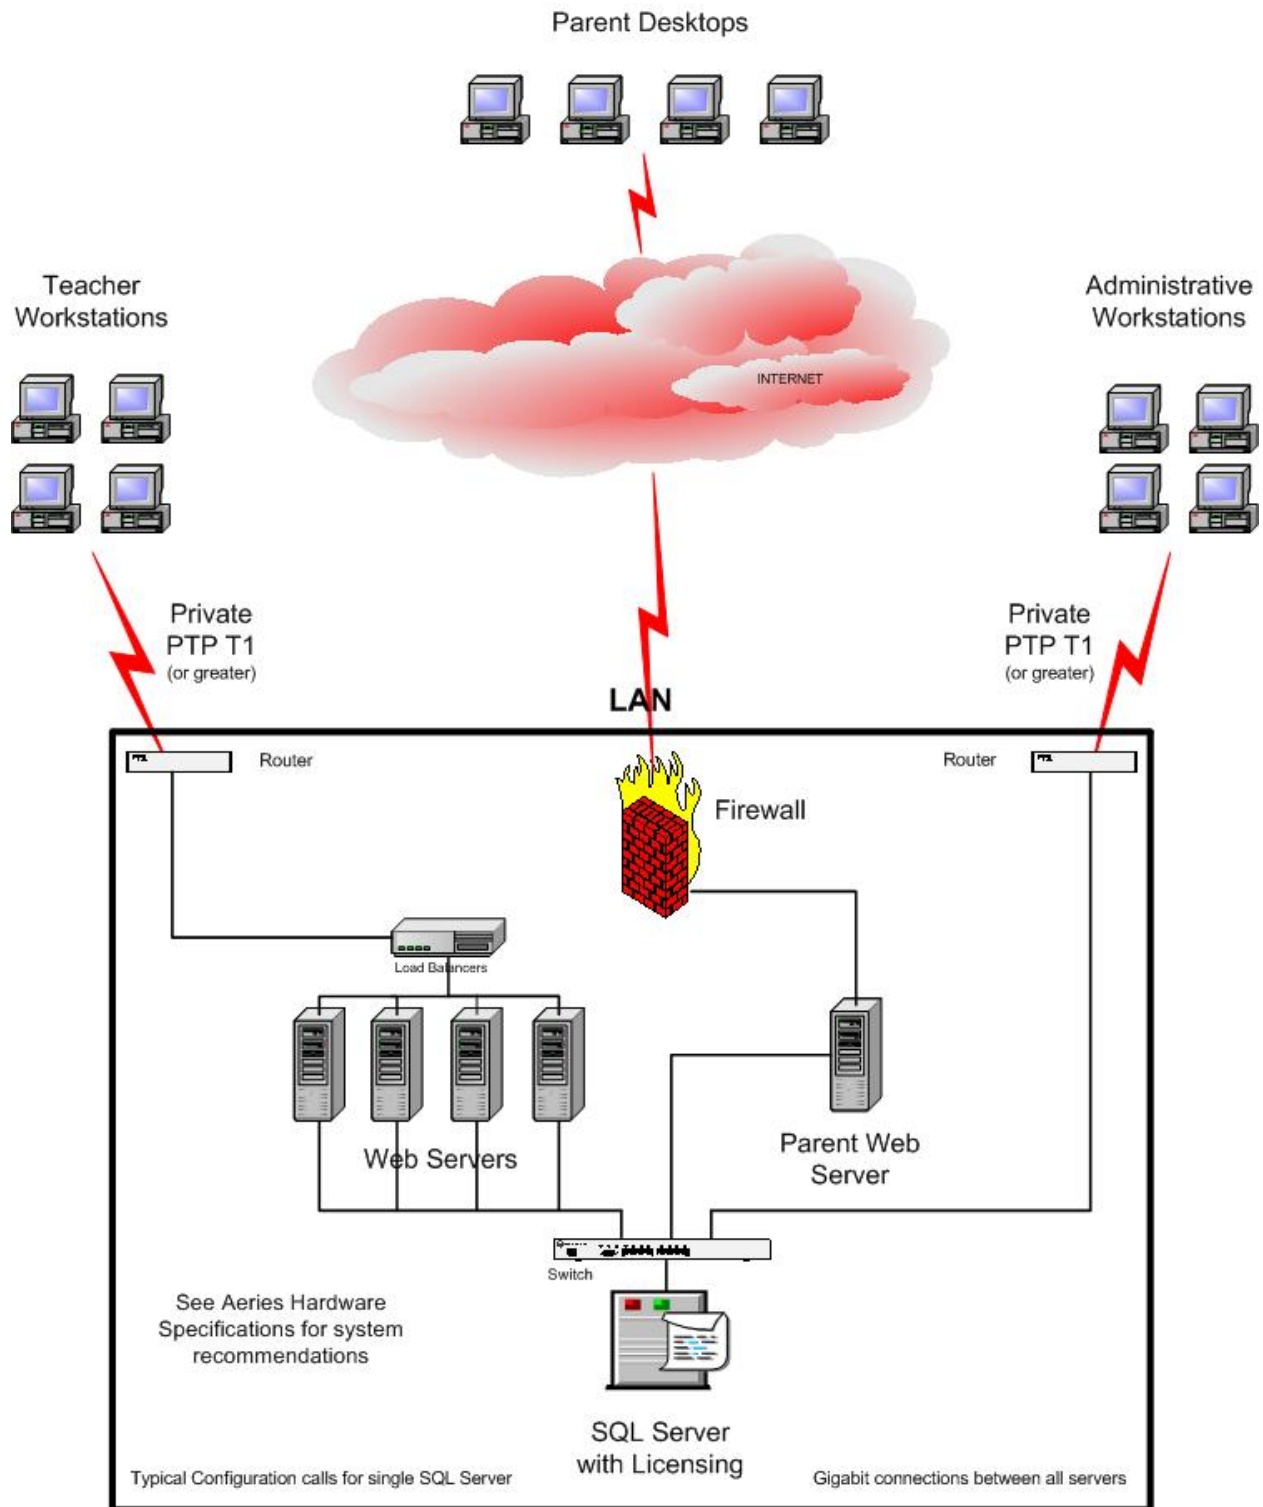 Parent Desktops
Teacher
Workstations
Administrative
Workstations
INTERNET
Private
PTP T1
(or greater)
Private
PTP T1
(or greater)
LAN
Router
Router
Firewall
Load Balancers
Web Servers
Parent Web
Server
Switch
See Aeries Hardware
Specifications for system
recommendations
SQL Server
with Licensing
Typical Configuration calls for single SQL Server
Gigabit connections between all servers